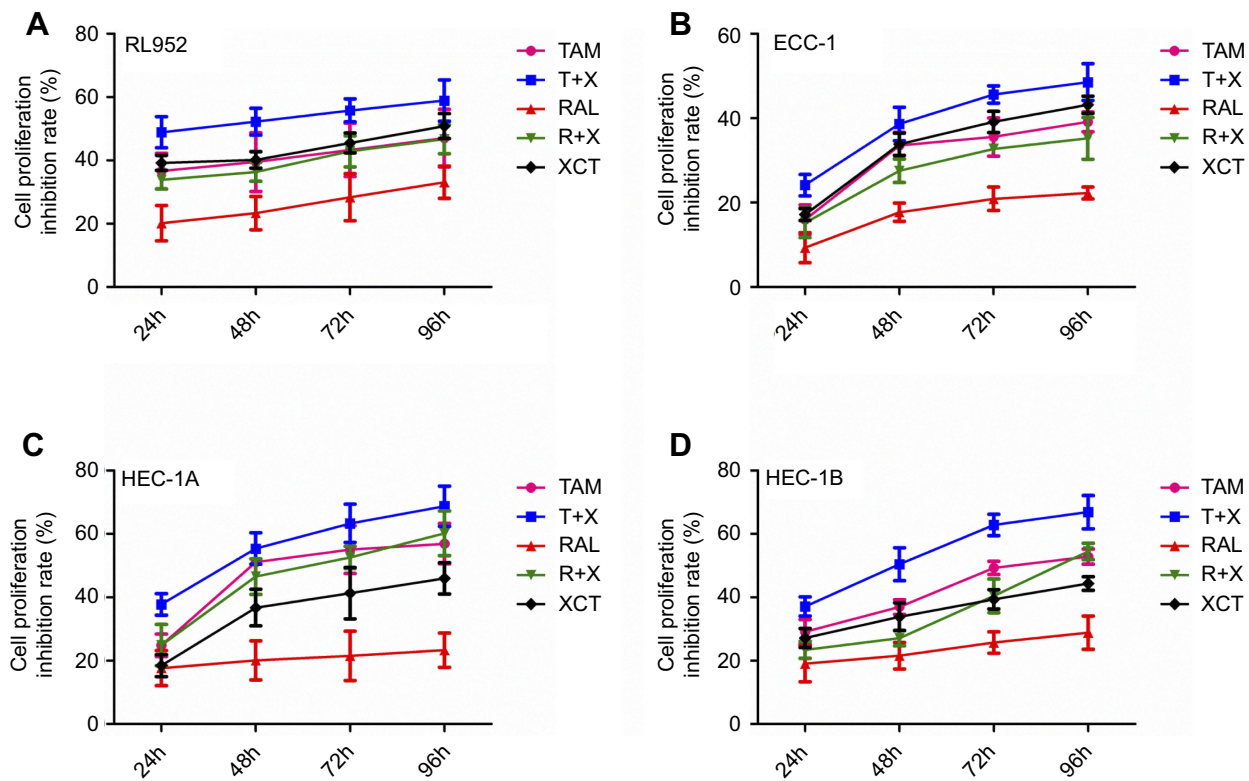 A
RL952
Cell proliferation
inhibition rate (%)
80
60
40
20
0
24h
48h
72h
96h
TAM
T+X
RAL
R+X
XCT
B
ECC-1
Cell proliferation
inhibition rate (%)
60
40
20
0
24h
48h
72h
96h
TAM
T+X
RAL
R+X
XCT
C
HEC-1A
Cell proliferation
inhibition rate (%)
80
60
40
20
0
24h
48h
72h
96h
TAM
T+X
RAL
R+X
XCT
D
HEC-1B
Cell proliferation
inhibition rate (%)
80
60
40
20
0
24h
48h
72h
96h
TAM
T+X
RAL
R+X
XCT